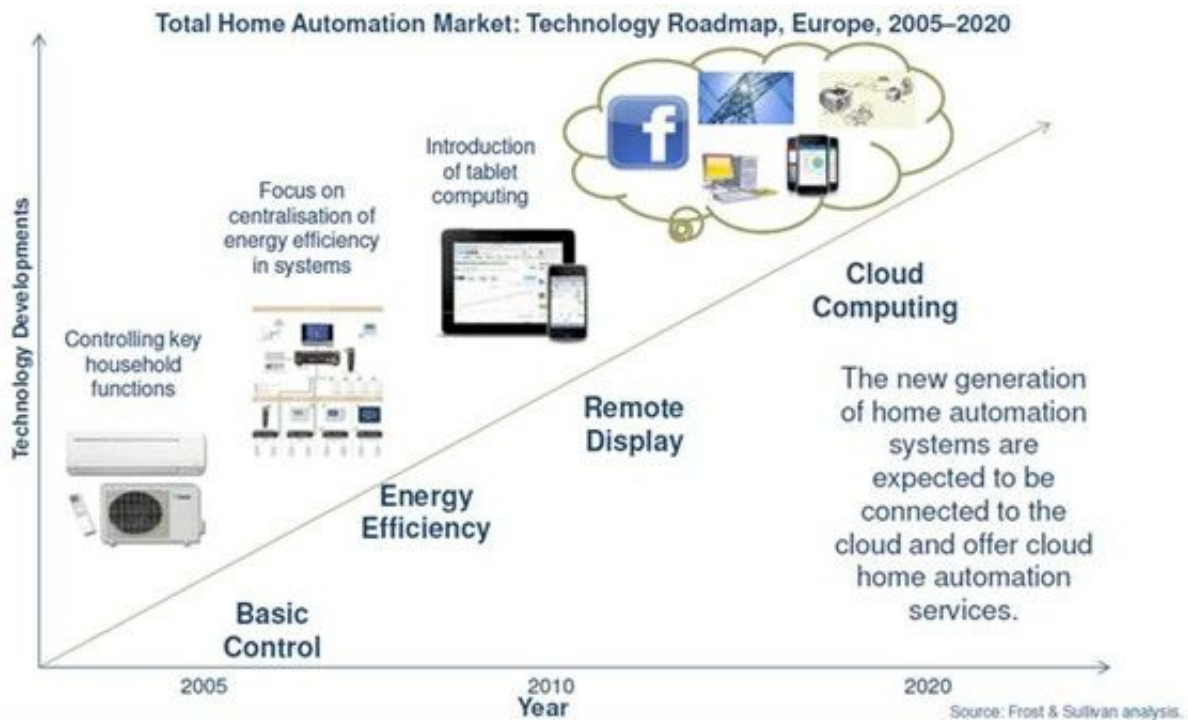 Total Home Automation Market: Technology Roadmap, Europe, 2005–2020
Technology Developments
Controlling key
household
functions
Focus on
centralisation of
energy efficiency
in systems
Introduction
of tablet
computing
f
Basic
Control
Energy
Efficiency
Remote
Display
Cloud
Computing
The new generation
of home automation
systems are
expected to be
connected to the
cloud and offer cloud
home automation
services.
2005
2010
2020
Year
Source: Frost & Sullivan analysis.